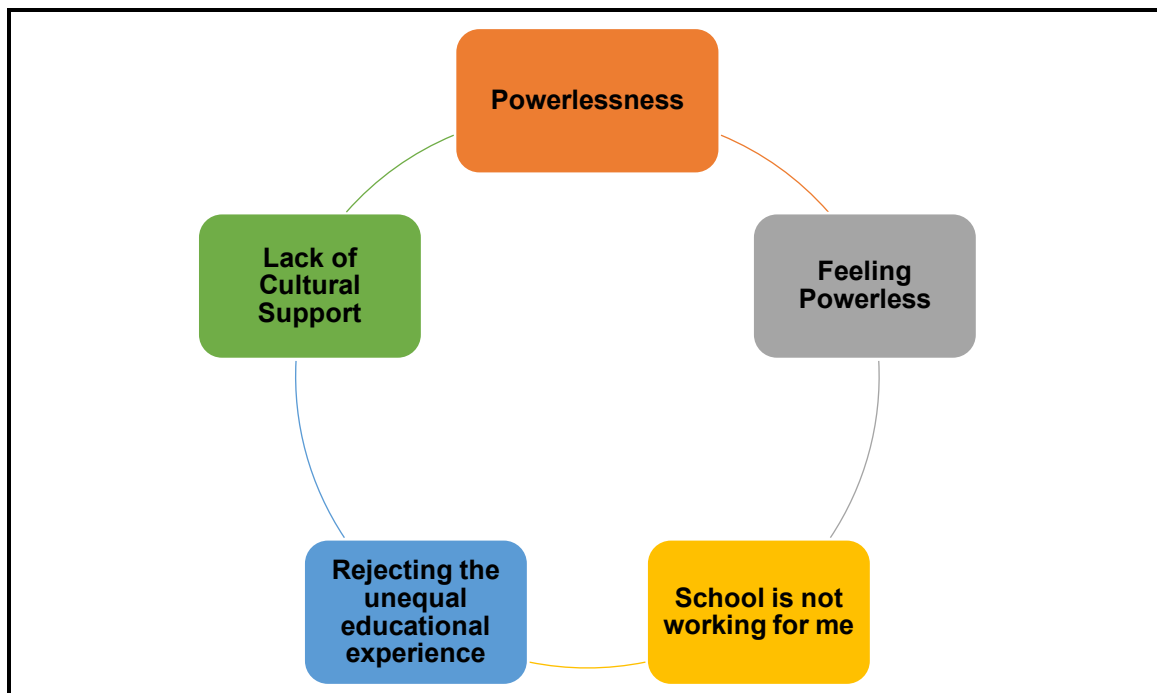 Powerlessness
Feeling
Powerless
School is not
working for me
Rejecting the
unequal
educational
experience
Lack of
Cultural
Support